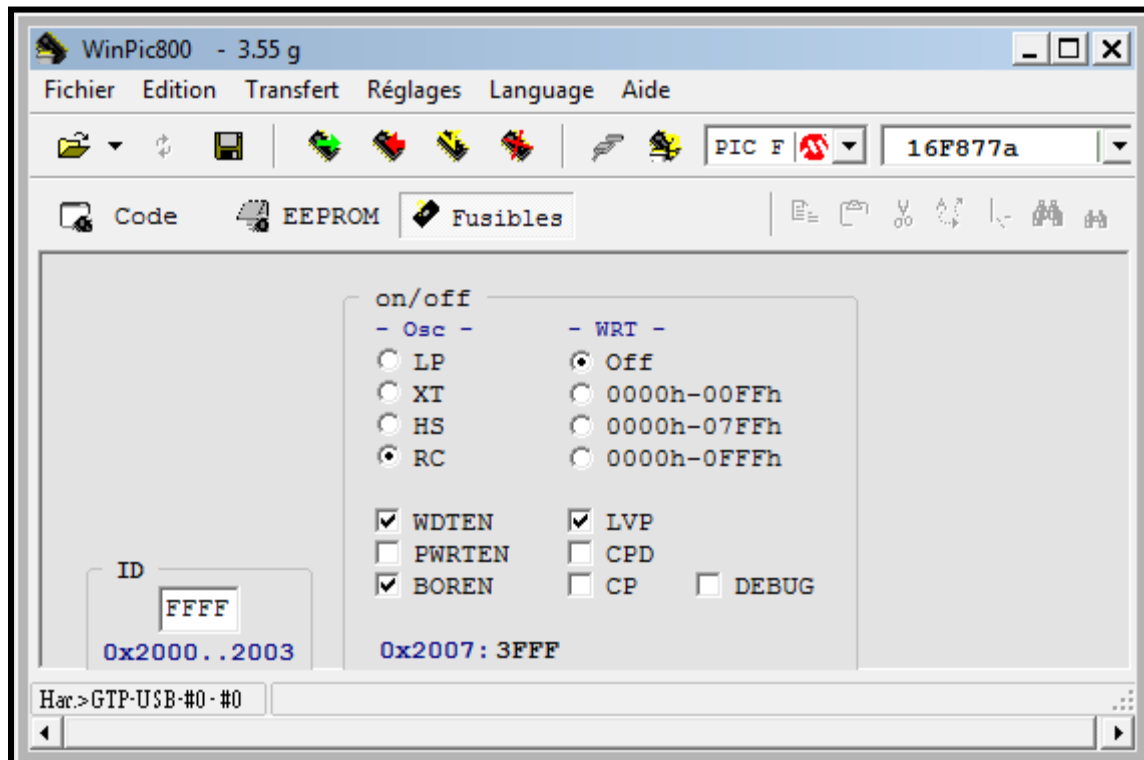 WinPic800 - 3.55 g
Fichier Edition Transfert Réglages Language Aide
PIC F 16F877a
Code EEPROM Fusibles
on/off
- Osc - - WRT -
LP Off
XT 0000h-00FFh
HS 0000h-07FFh
RC 0000h-0FFFh
WDTEN LVP
PWRTEN CPD
BOREN CP DEBUG
ID
FFFF
0x2000..2003 0x2007: 3FFF
Har.>GTP-USB-#0 - #0